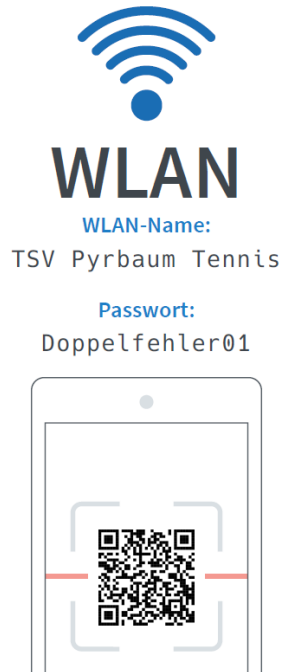 WLAN
WLAN-Name:
TSV Pyrbaum Tennis
Passwort:
Doppelfehler01